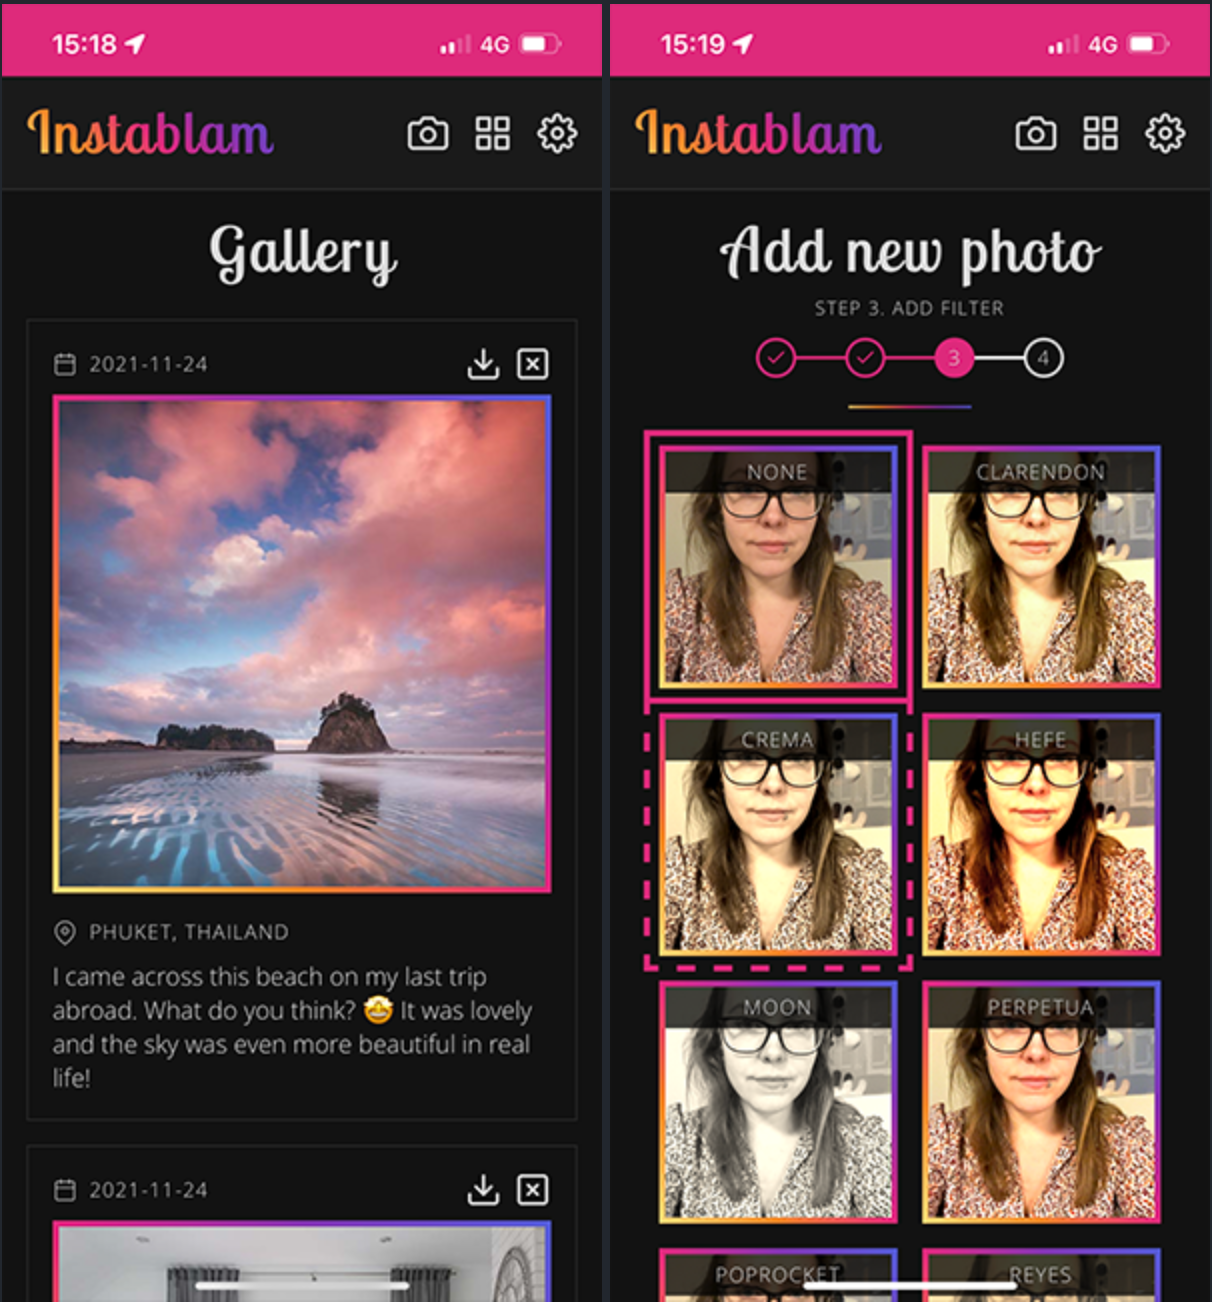 15:18
4G
Instablam
Gallery
2021-11-24
PHUKET, THAILAND
I came across this beach on my last trip
abroad. What do you think? 🤩 It was lovely
and the sky was even more beautiful in real
life!
2021-11-24
15:19
4G
Instablam
Add new photo
STEP 3. ADD FILTER
3
4
NONE
CLARENDON
CREMA
HEFE
MOON
PERPETUA
POPROCKET
REYES